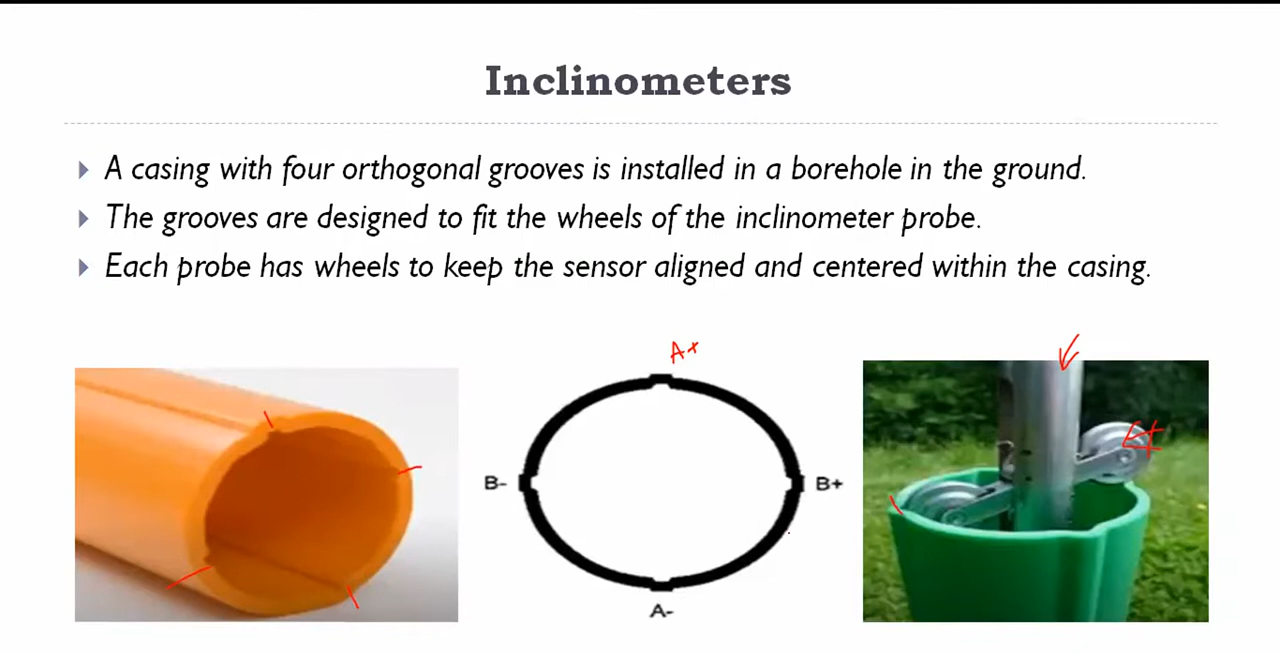 Inclinometers
A casing with four orthogonal grooves is installed in a borehole in the ground.
The grooves are designed to fit the wheels of the inclinometer probe.
Each probe has wheels to keep the sensor aligned and centered within the casing.
A+
B-
B+
A-